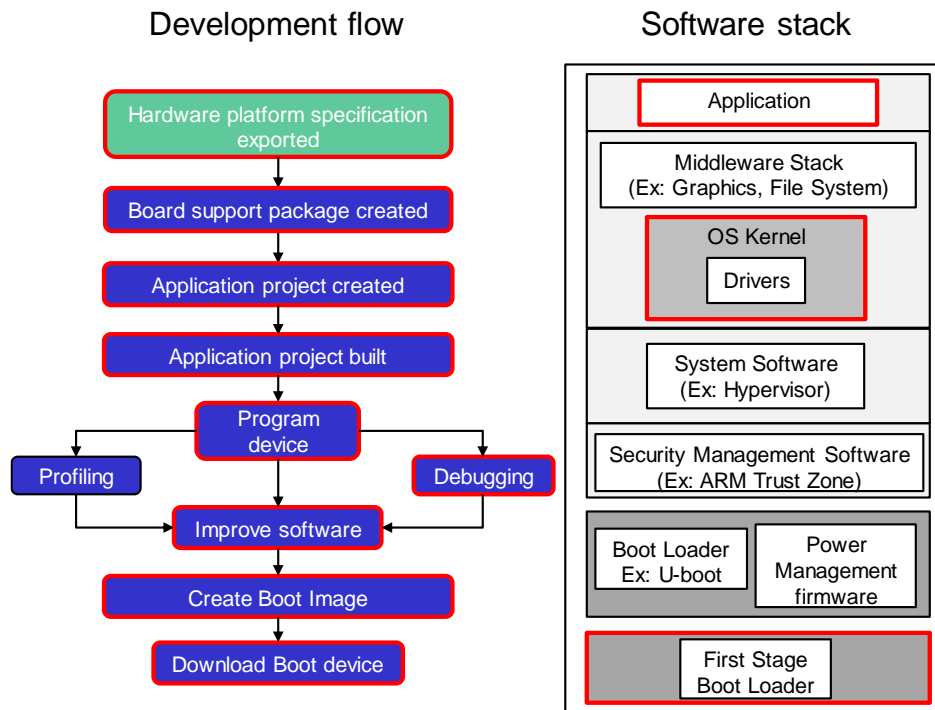 Development flow
Hardware platform specification
exported
Board support package created
Application project created
Application project built
Program
device
Profiling
Debugging
Improve software
Create Boot Image
Download Boot device
Software stack
Application
Middleware Stack
(Ex: Graphics, File System)
OS Kernel
Drivers
System Software
(Ex: Hypervisor)
Security Management Software
(Ex: ARM Trust Zone)
Boot Loader
Ex: U-boot
Power
Management
firmware
First Stage
Boot Loader